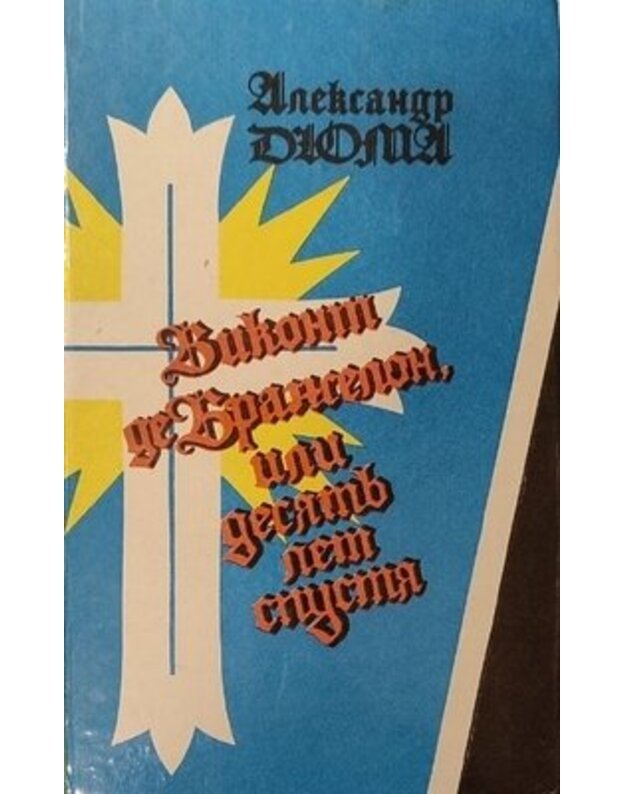 Александр
ДЮМА
Виконт
де Бражелон,
или
десять
лет
спустя